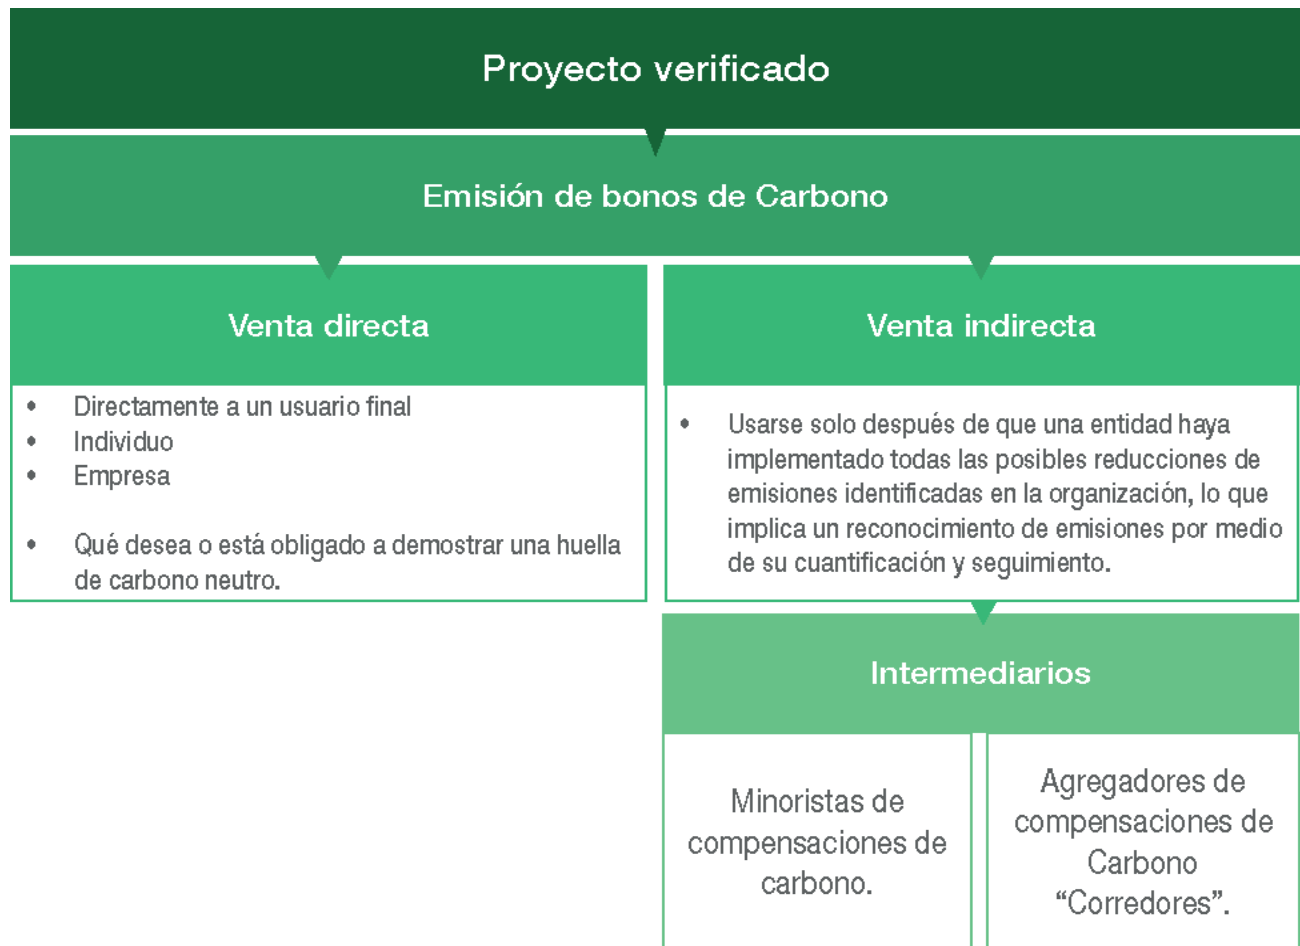 Proyecto verificado
Emisión de bonos de Carbono
Venta directa
• Directamente a un usuario final
• Individuo
• Empresa
• Qué desea o está obligado a demostrar una huella
de carbono neutro.
Venta indirecta
• Usarse solo después de que una entidad haya
implementado todas las posibles reducciones de
emisiones identificadas en la organización, lo que
implica un reconocimiento de emisiones por medio
de su cuantificación y seguimiento.
Intermediarios
Minoristas de
compensaciones de
carbono.
Agregadores de
compensaciones de
Carbono
“Corredores”.